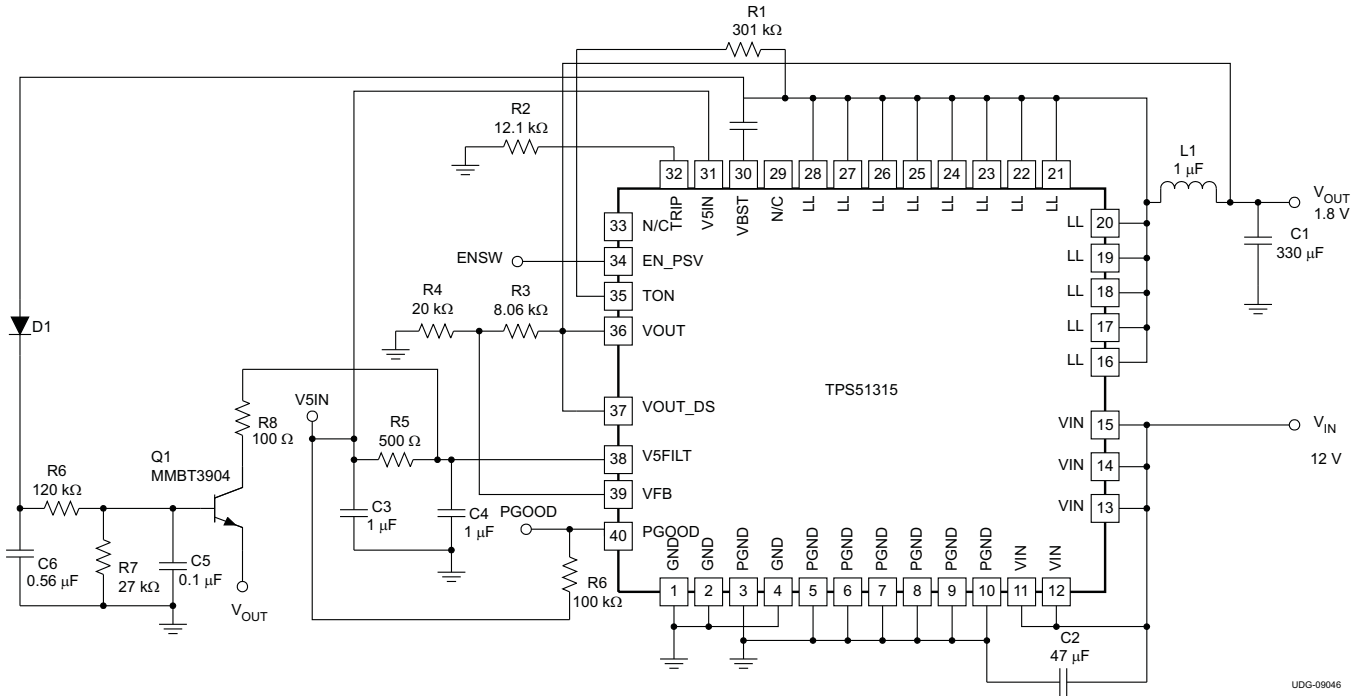 R1
301 kΩ
R2
12.1 kΩ
32 31 30 29 28 27 26 25 24 23 22 21
TRIP V5IN VBST N/C LL LL LL LL LL LL LL LL
L1
1 μF
VOUT
1.8 V
C1
330 μF
33 N/C
ENSW 34 EN_PSV
35 TON
R4
20 kΩ
R3
8.06 kΩ
36 VOUT
37 VOUT_DS
38 V5FILT
39 VFB
PGOOD 40 PGOOD
LL 20
LL 19
LL 18
LL 17
LL 16
TPS51315
VIN 15
VIN 14
VIN 13
VIN
12 V
D1
V5IN
R5
500 Ω
R8
100 Ω
Q1
MMBT3904
R6
120 kΩ
C3
1 μF
C4
1 μF
C6
0.56 μF
R7
27 kΩ
C5
0.1 μF
VOUT
R6
100 kΩ
GND GND PGND GND PGND PGND PGND PGND PGND PGND VIN VIN
1 2 3 4 5 6 7 8 9 10 11 12
C2
47 μF
UDG-09046